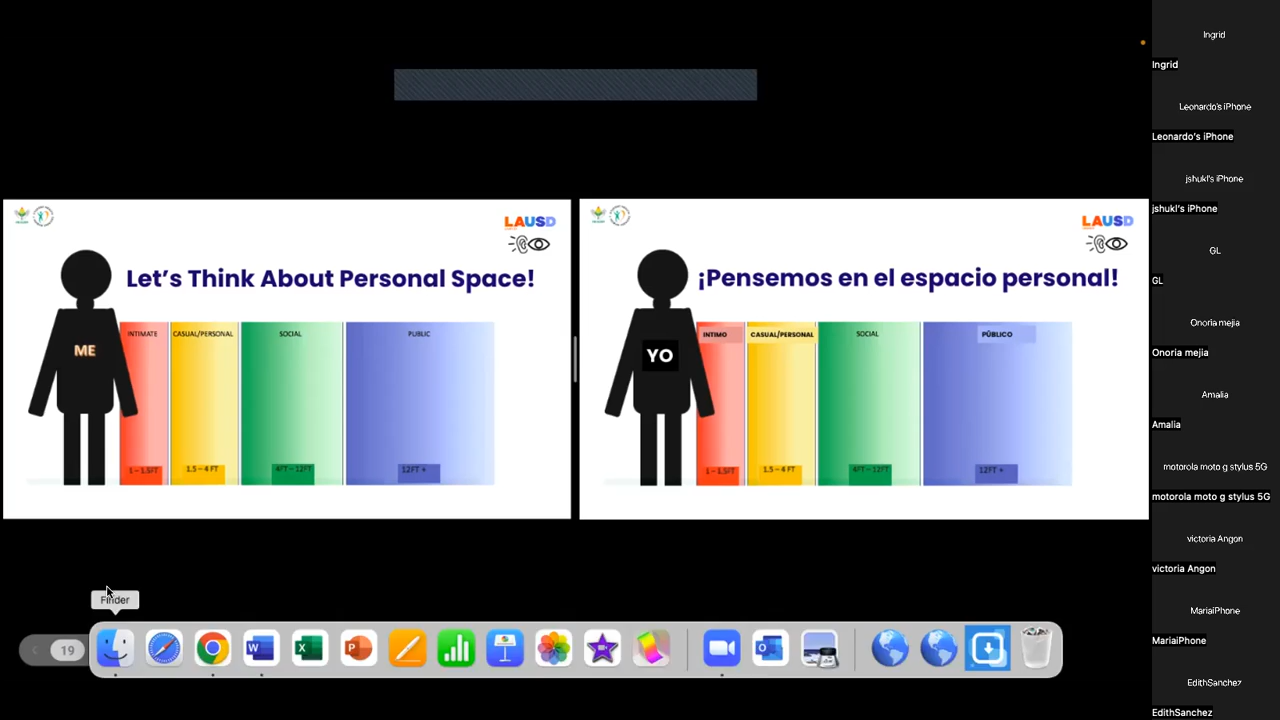 LAUSD
Let's Think About Personal Space!
ME
INTIMATE
CASUAL/PERSONAL
SOCIAL
PUBLIC
1 – 1.5FT
1.5 – 4 FT
4FT – 12FT
12FT +
LAUSD
¡Pensemos en el espacio personal!
YO
INTIMO
CASUAL/PERSONAL
SOCIAL
PÚBLICO
1 – 1.5FT
1.5 – 4 FT
4FT – 12FT
12FT +
Finder
19
Ingrid
Ingrid
Leonardo's iPhone
Leonardo's iPhone
jshukl's iPhone
jshukl's iPhone
GL
GL
Onoria mejia
Onoria mejia
Amalia
Amalia
motorola moto g stylus 5G
motorola moto g stylus 5G
victoria Angon
victoria Angon
MariaiPhone
MariaiPhone
EdithSanchez
EdithSanchez